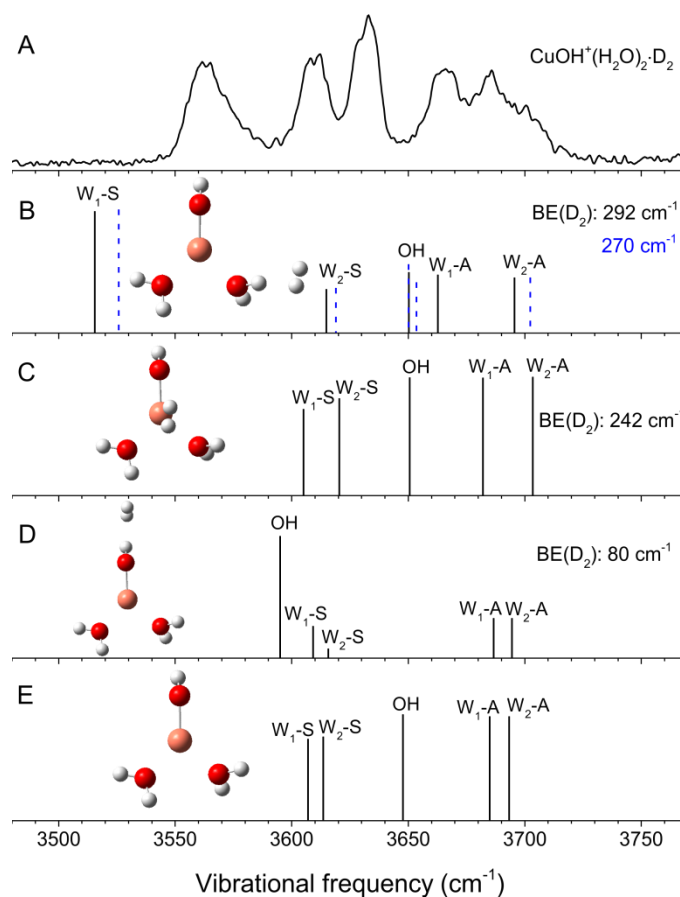 A
CuOH⁺(H₂O)₂·D₂
B
W₁-S
BE(D₂): 292 cm⁻¹
270 cm⁻¹
W₂-S
OH
W₁-A
W₂-A
C
W₁-S
W₂-S
OH
W₁-A
W₂-A
BE(D₂): 242 cm⁻¹
D
OH
BE(D₂): 80 cm⁻¹
W₁-S
W₂-S
W₁-A
W₂-A
E
W₁-S
W₂-S
OH
W₁-A
W₂-A
3500 3550 3600 3650 3700 3750
Vibrational frequency (cm⁻¹)